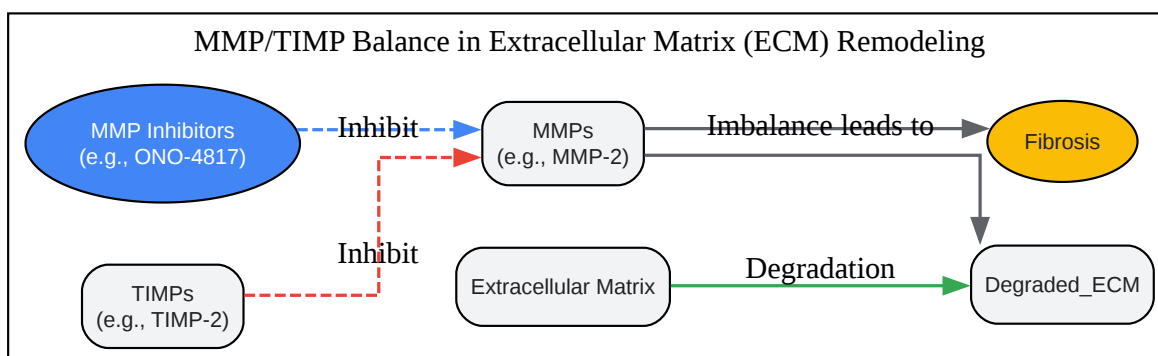 MMP/TIMP Balance in Extracellular Matrix (ECM) Remodeling
MMP Inhibitors
(e.g., ONO-4817)
Inhibit
MMPs
(e.g., MMP-2)
Imbalance leads to
Fibrosis
TIMPs
(e.g., TIMP-2)
Inhibit
Extracellular Matrix
Degradation
Degraded_ECM